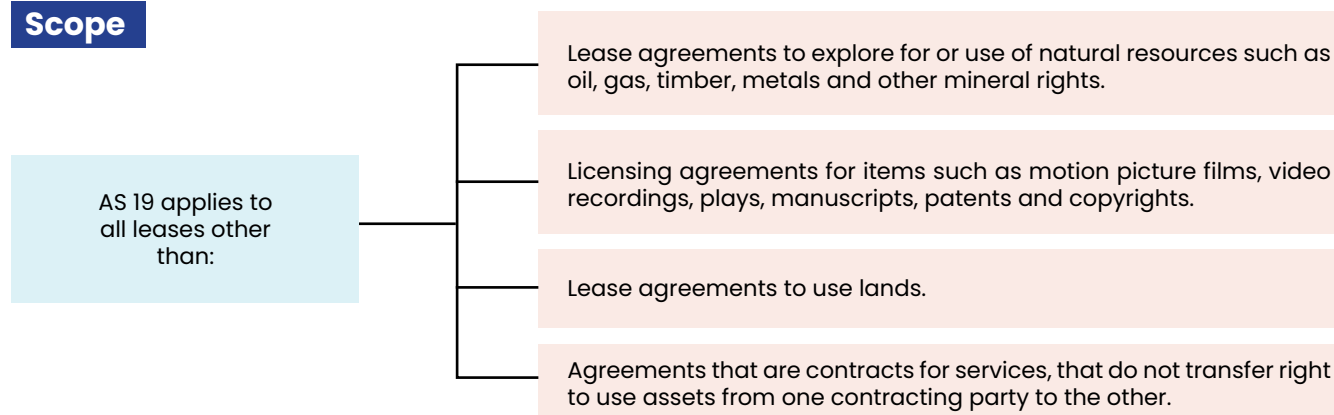 Scope
AS 19 applies to
all leases other
than:
Lease agreements to explore for or use of natural resources such as
oil, gas, timber, metals and other mineral rights.
Licensing agreements for items such as motion picture films, video
recordings, plays, manuscripts, patents and copyrights.
Lease agreements to use lands.
Agreements that are contracts for services, that do not transfer right
to use assets from one contracting party to the other.